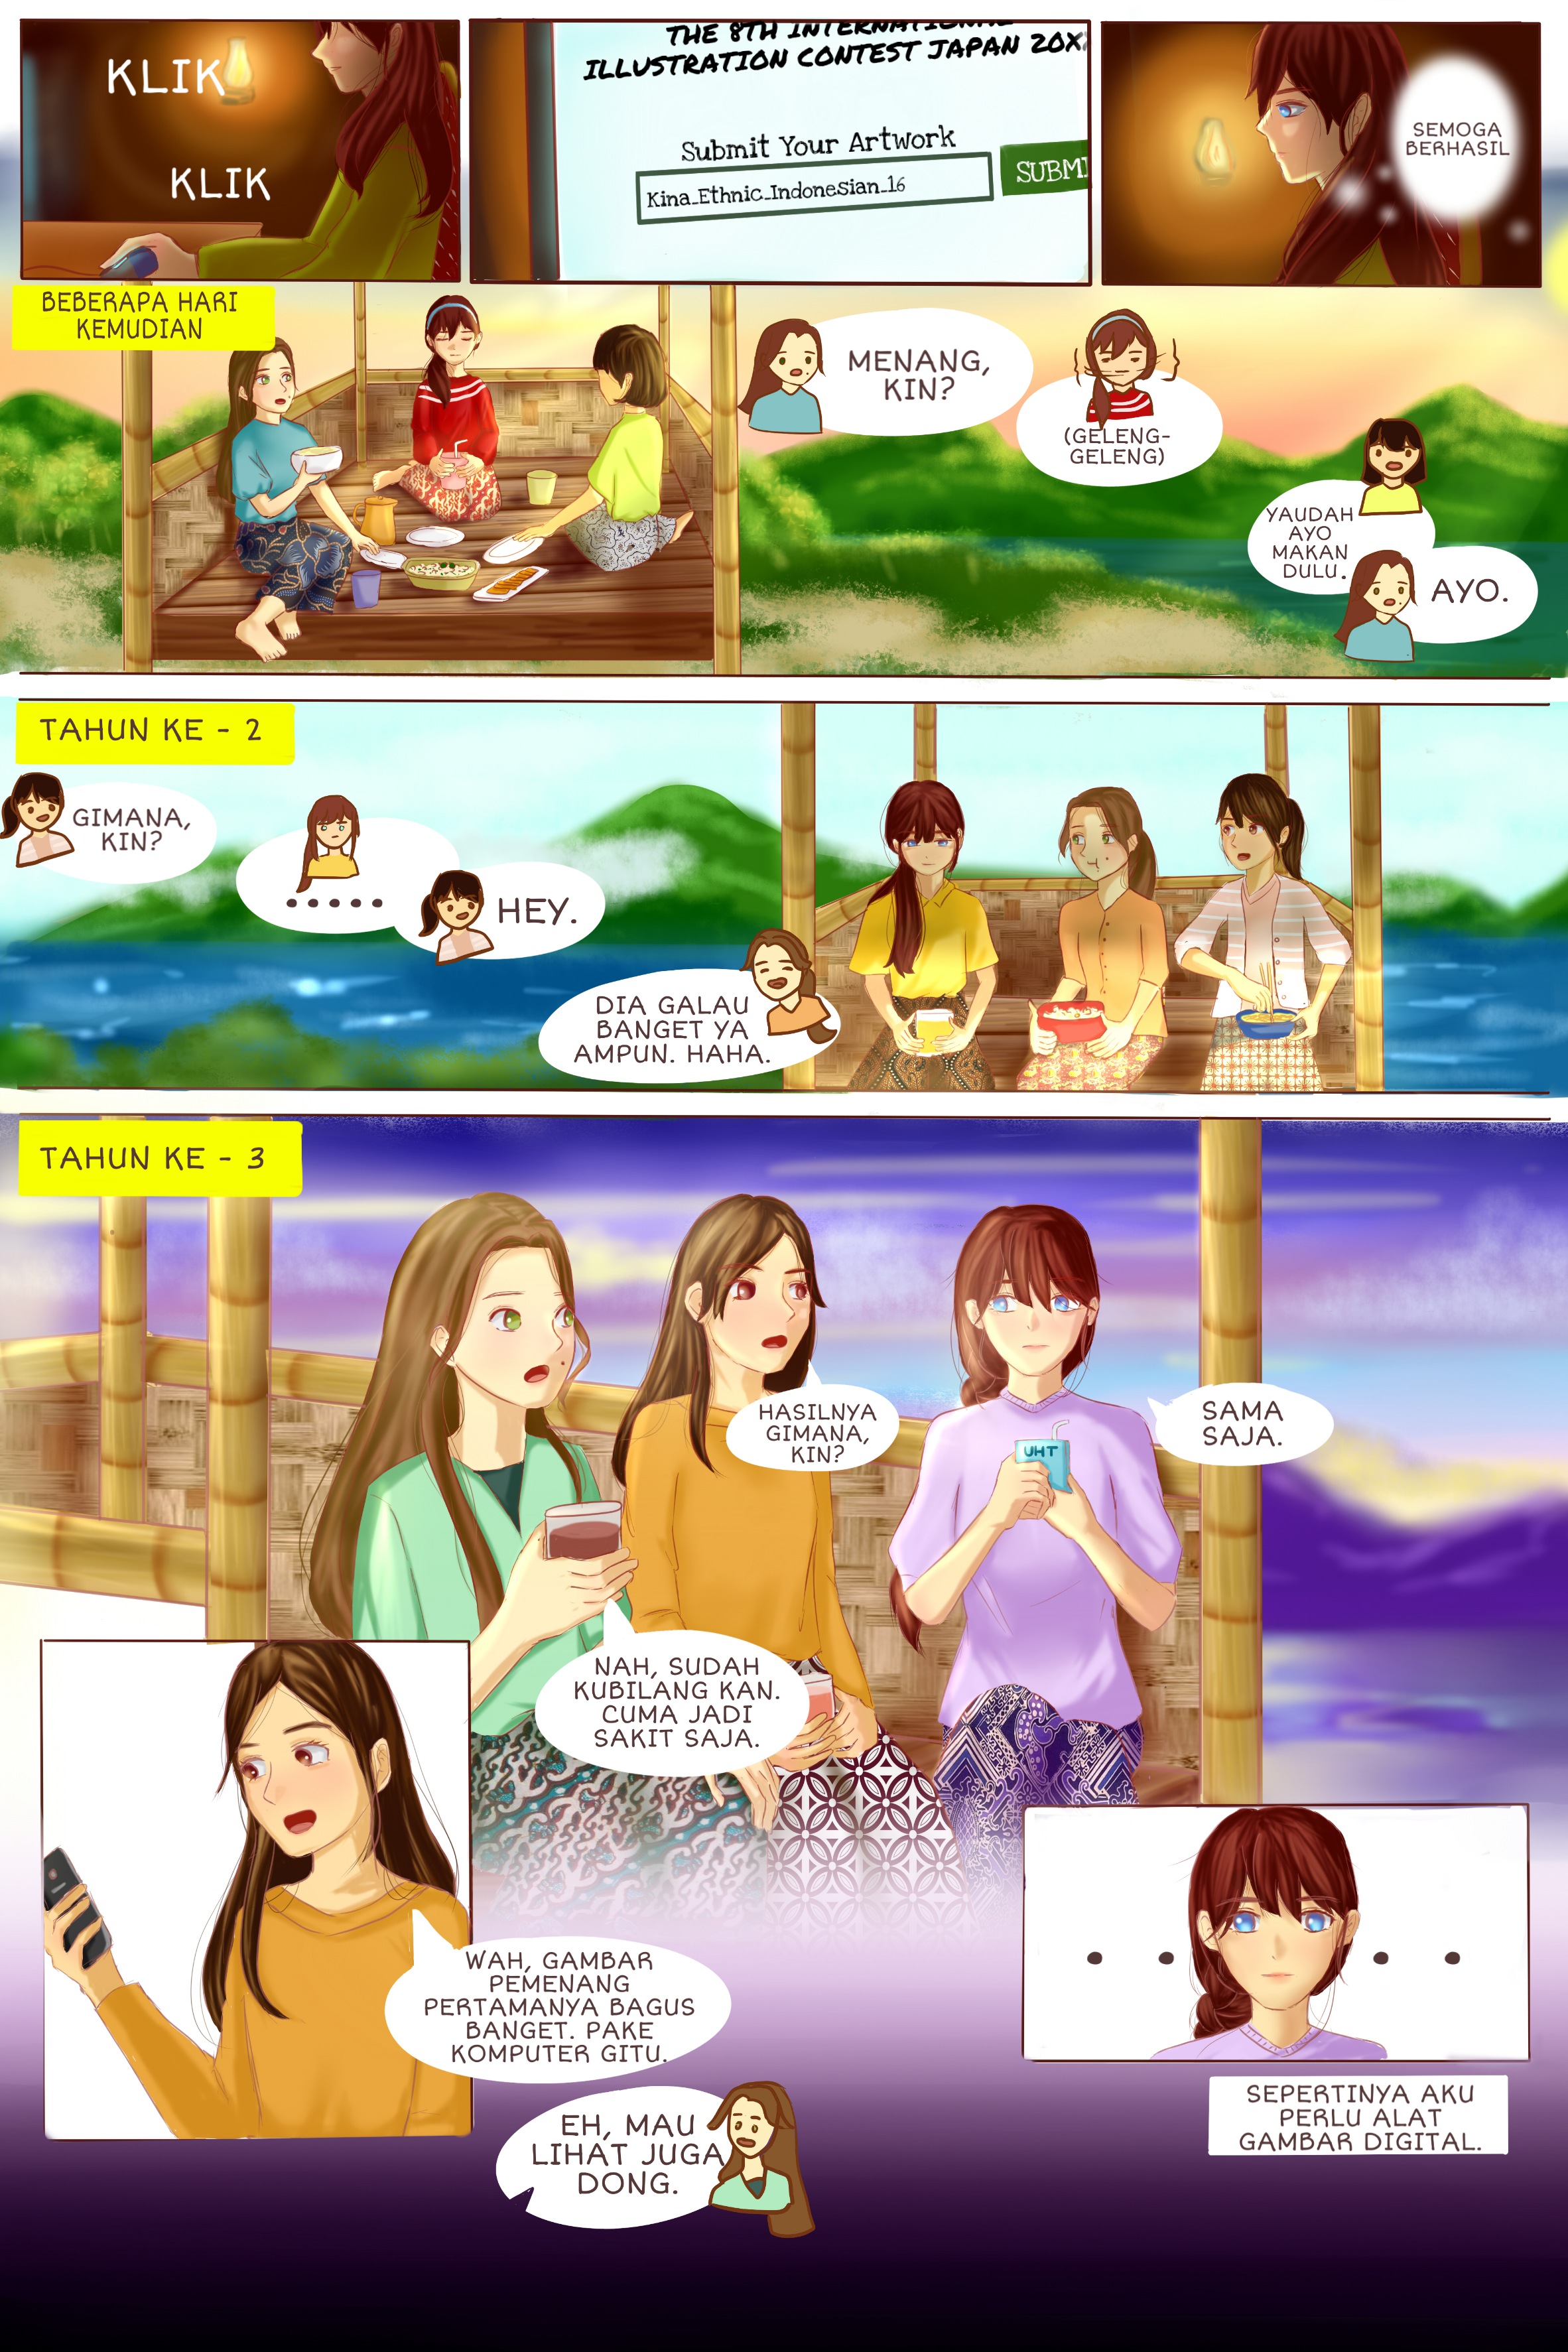 KLIK
KLIK
THE 8TH INTERNATIONAL
ILLUSTRATION CONTEST JAPAN 20X
Submit Your Artwork
Kina_Ethnic_Indonesian_16
SUBMI
SEMOGA
BERHASIL
BEBERAPA HARI
KEMUDIAN
MENANG,
KIN?
(GELENG-
GELENG)
YAUDAH
AYO
MAKAN
DULU.
AYO.
TAHUN KE - 2
GIMANA,
KIN?
.....
HEY.
DIA GALAU
BANGET YA
AMPUN. HAHA.
TAHUN KE - 3
HASILNYA
GIMANA,
KIN?
SAMA
SAJA.
UHT
NAH, SUDAH
KUBILANG KAN.
CUMA JADI
SAKIT SAJA.
WAH, GAMBAR
PEMENANG
PERTAMANYA BAGUS
BANGET. PAKE
KOMPUTER GITU.
EH, MAU
LIHAT JUGA
DONG.
. . . .
SEPERTINYA AKU
PERLU ALAT
GAMBAR DIGITAL.